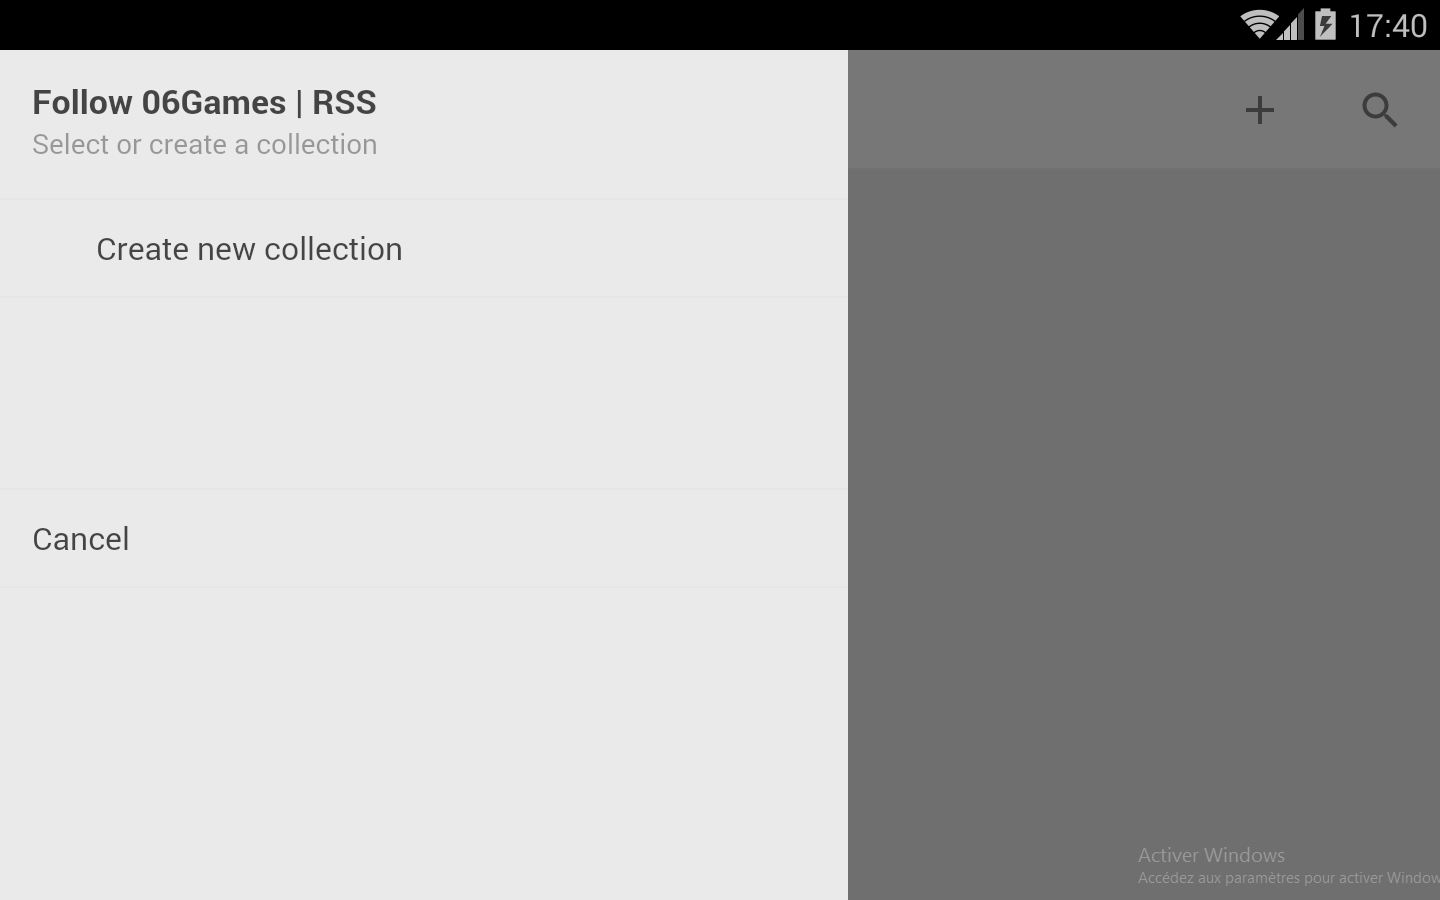 17:40
Follow 06Games | RSS
Select or create a collection
Create new collection
Cancel
Activer Windows
Accédez aux paramètres pour activer Window